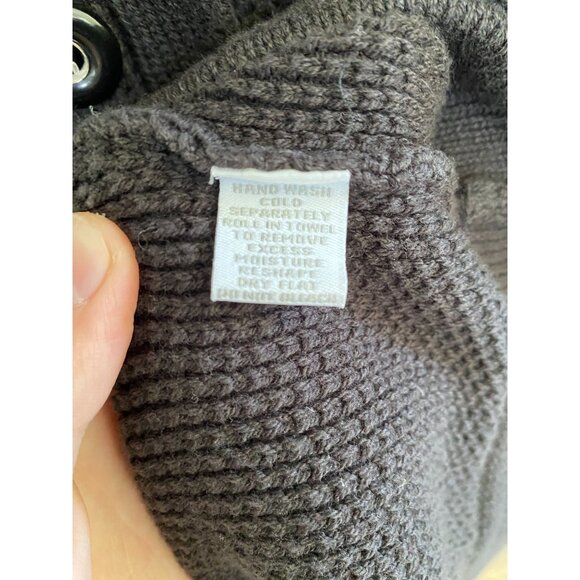 HAND WASH
COLD
SEPARATELY
ROLL IN TOWEL
TO REMOVE
EXCESS
MOISTURE
RESHAPE
DRY FLAT
DO NOT BLEACH